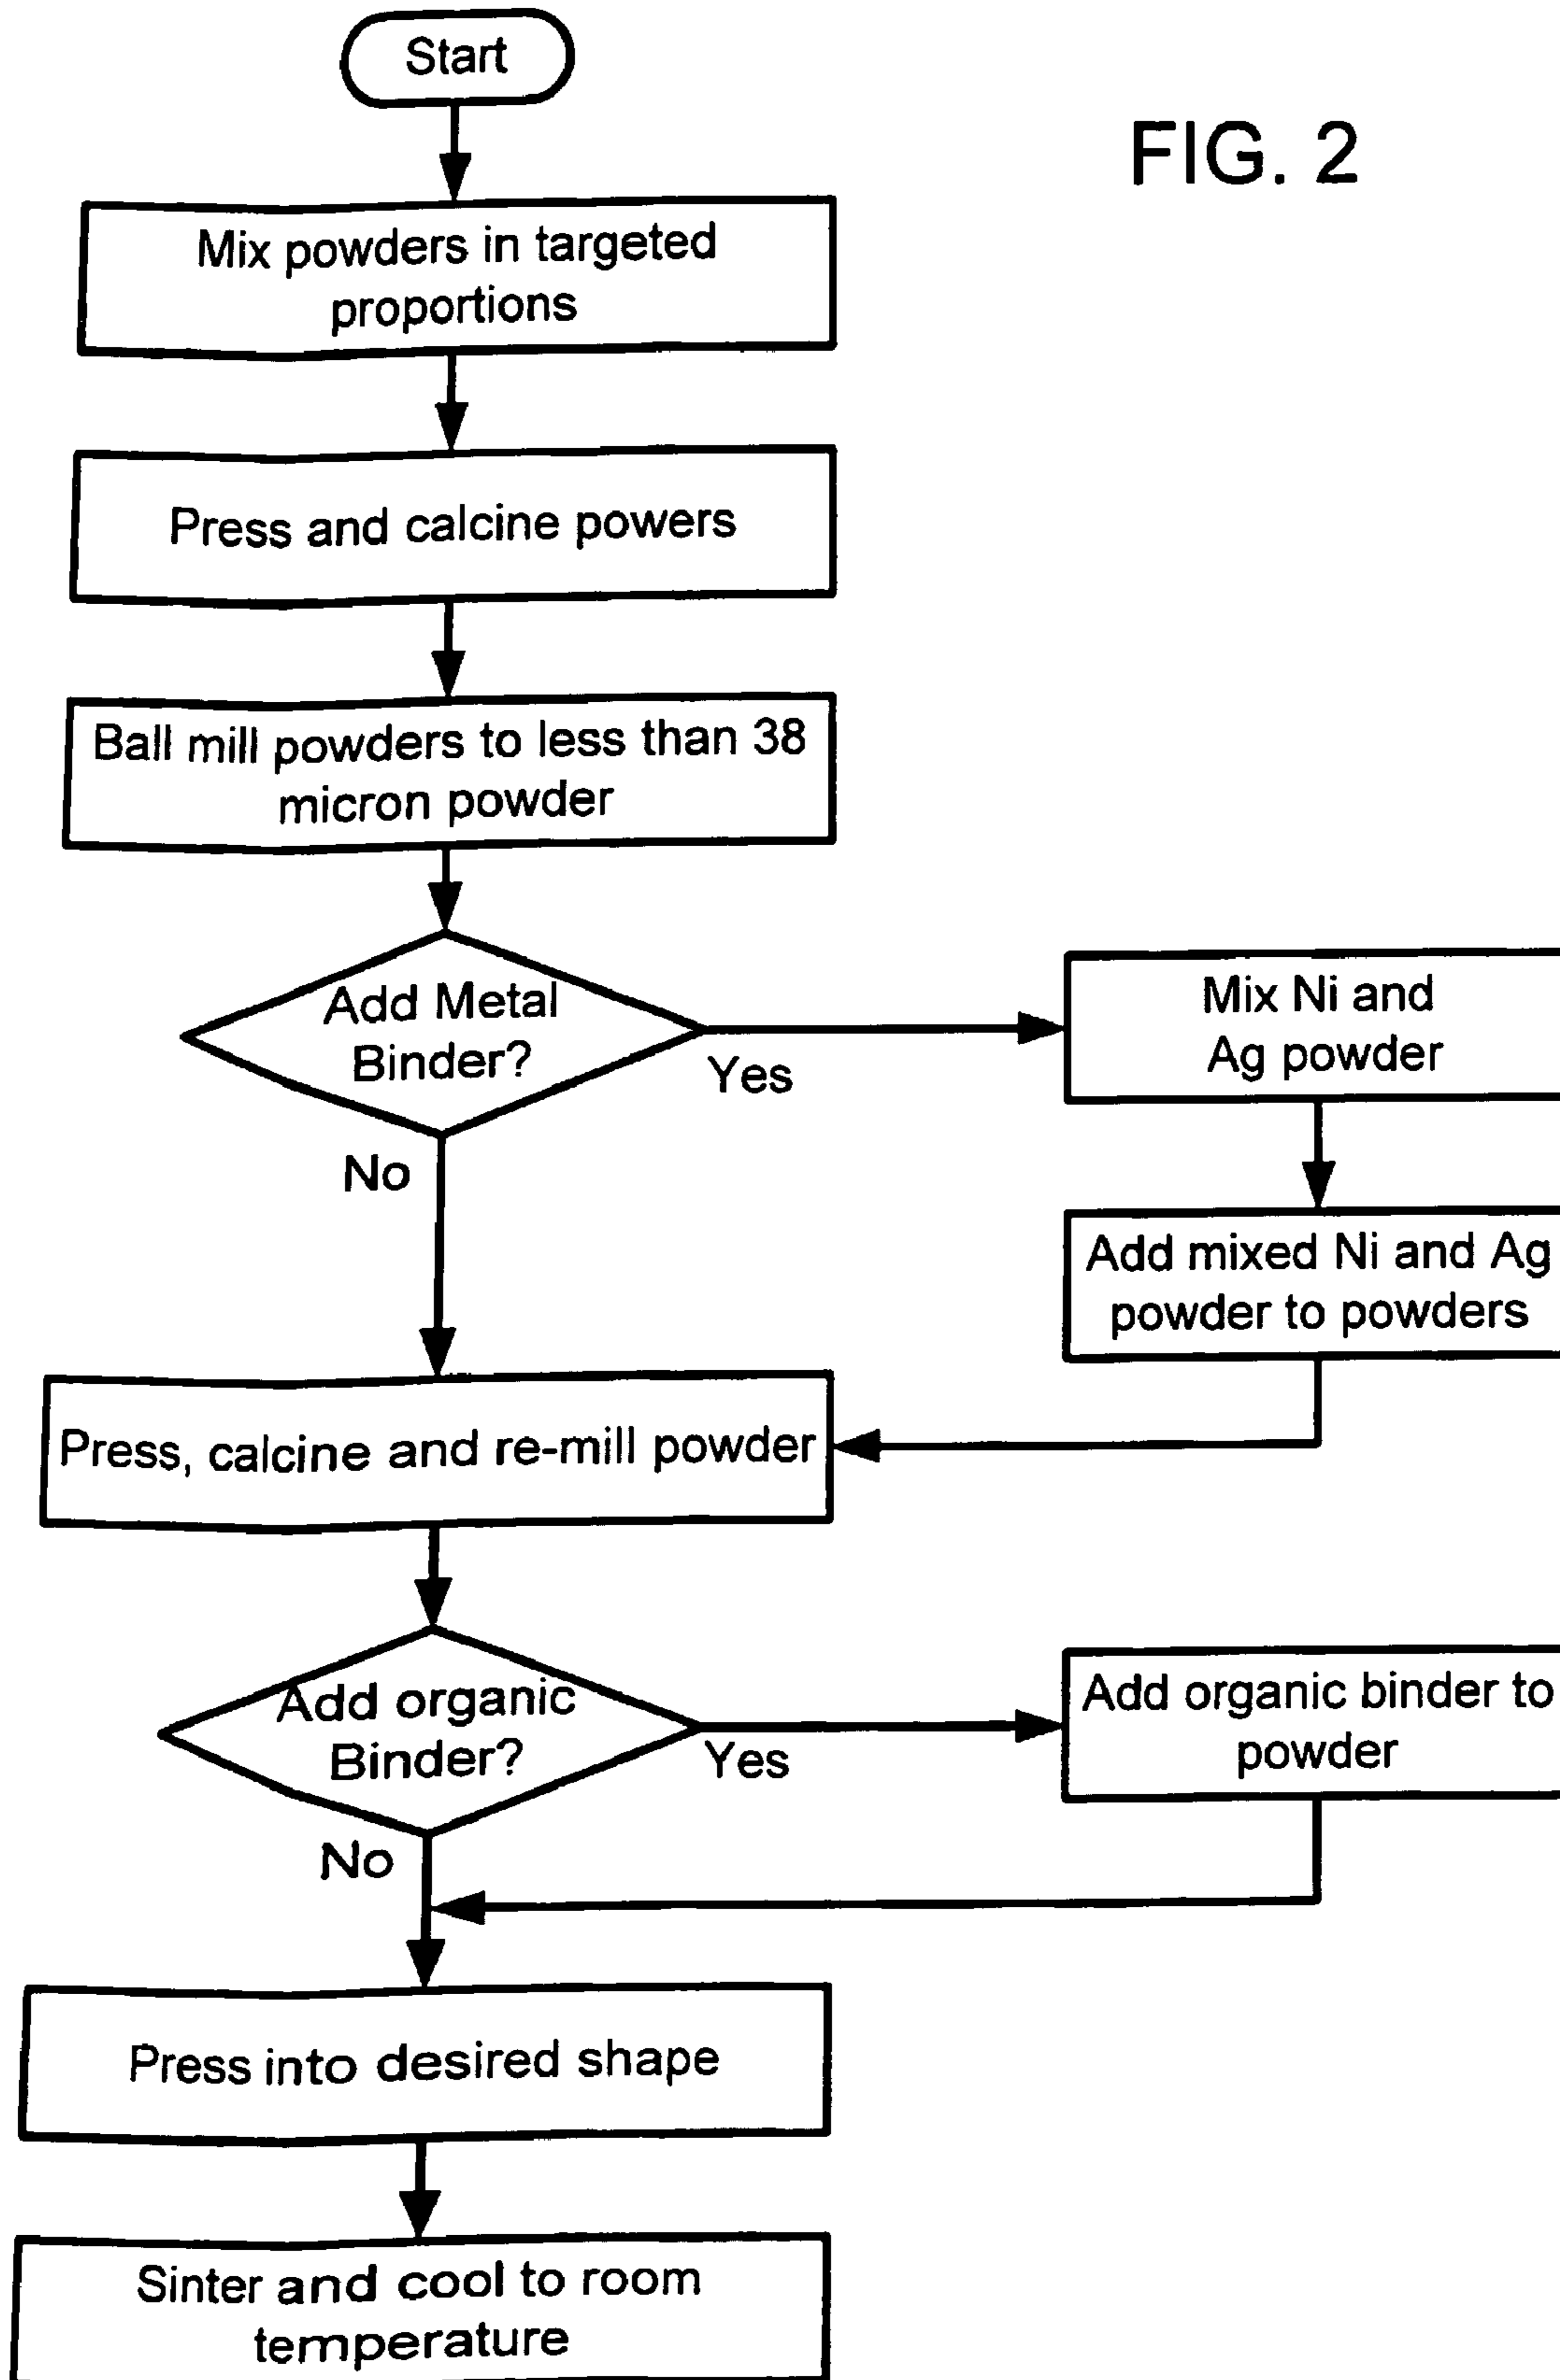 Start
FIG. 2
Mix powders in targeted
proportions
Press and calcine powers
Ball mill powders to less than 38
micron powder
Add Metal
Binder?
Yes
No
Mix Ni and
Ag powder
Add mixed Ni and Ag
powder to powders
Press, calcine and re-mill powder
Add organic
Binder?
Yes
No
Add organic binder to
powder
Press into desired shape
Sinter and cool to room
temperature